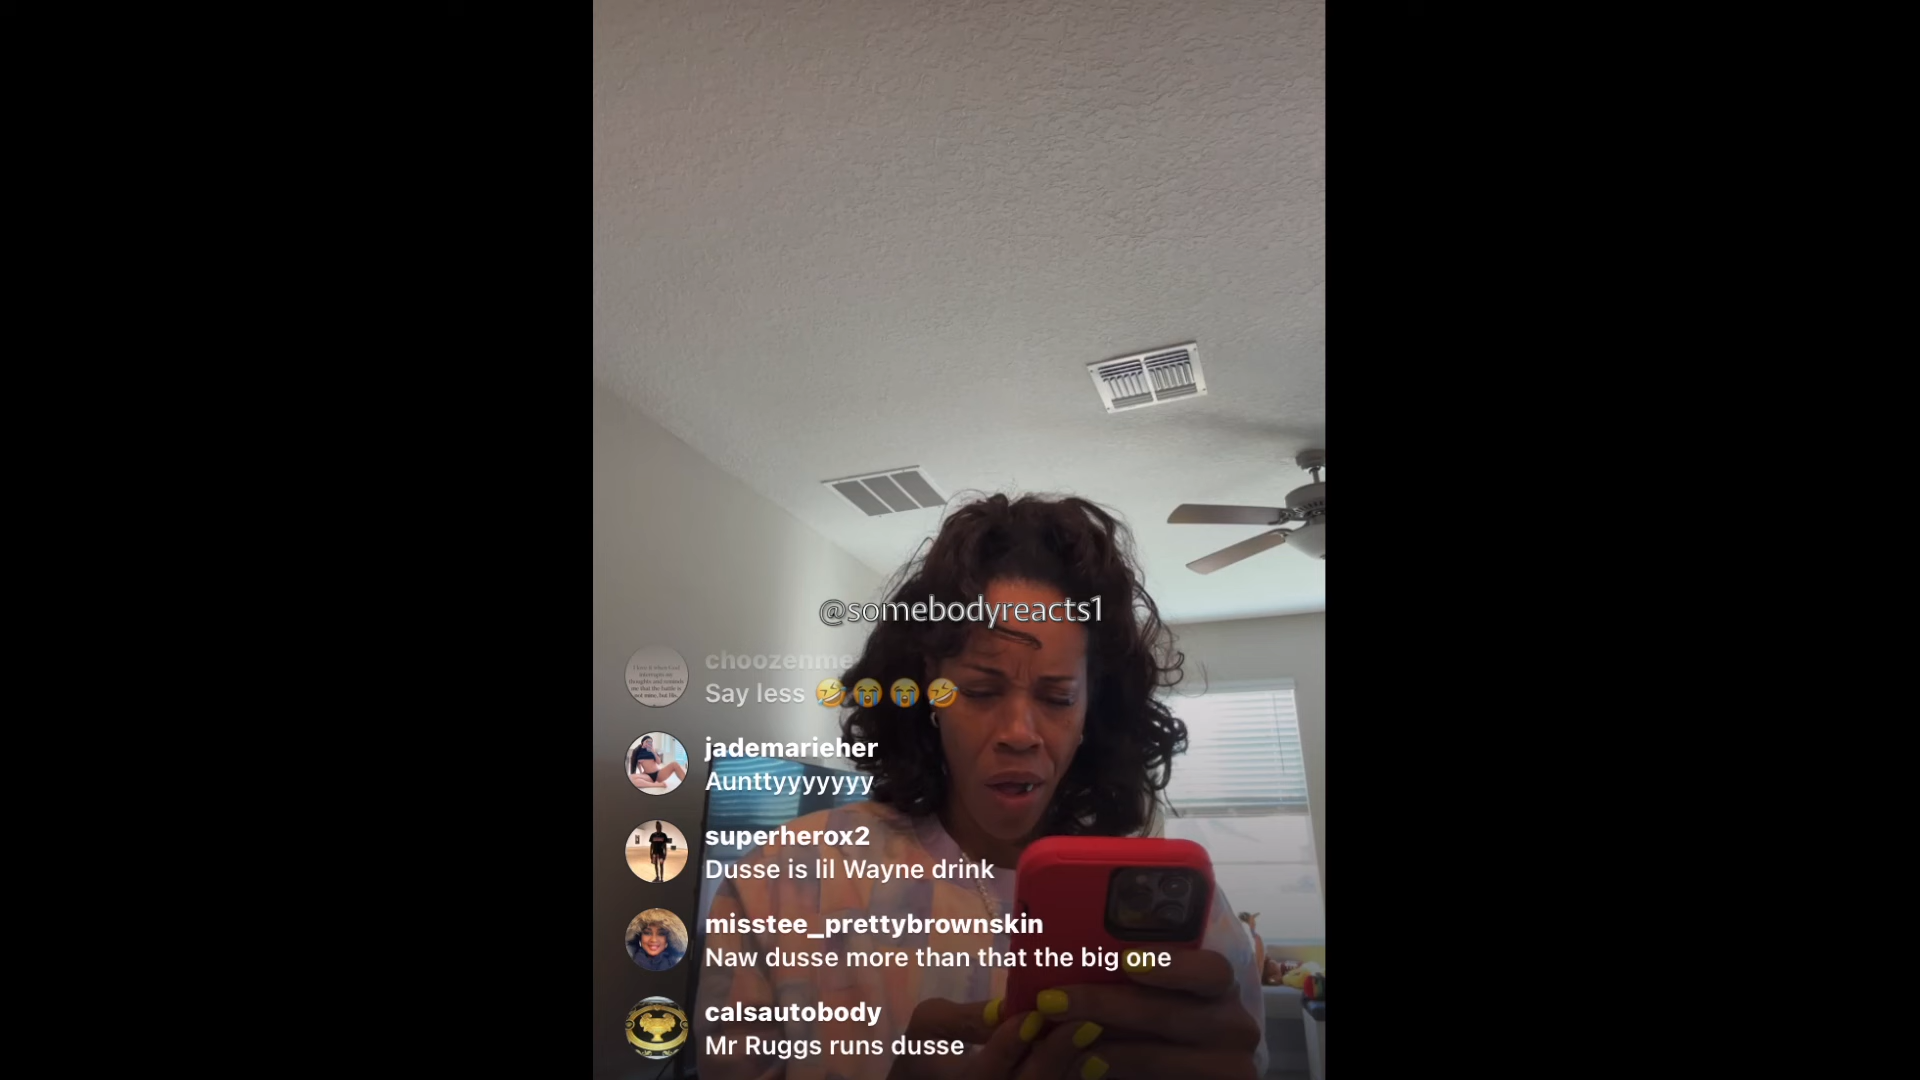 @somebodyreacts1
choozenme
Say less 🤣😭😭🤣
jademarieher
Aunttyyyyyyy
superherox2
Dusse is lil Wayne drink
misstee_prettybrownskin
Naw dusse more than that the big one
calsautobody
Mr Ruggs runs dusse